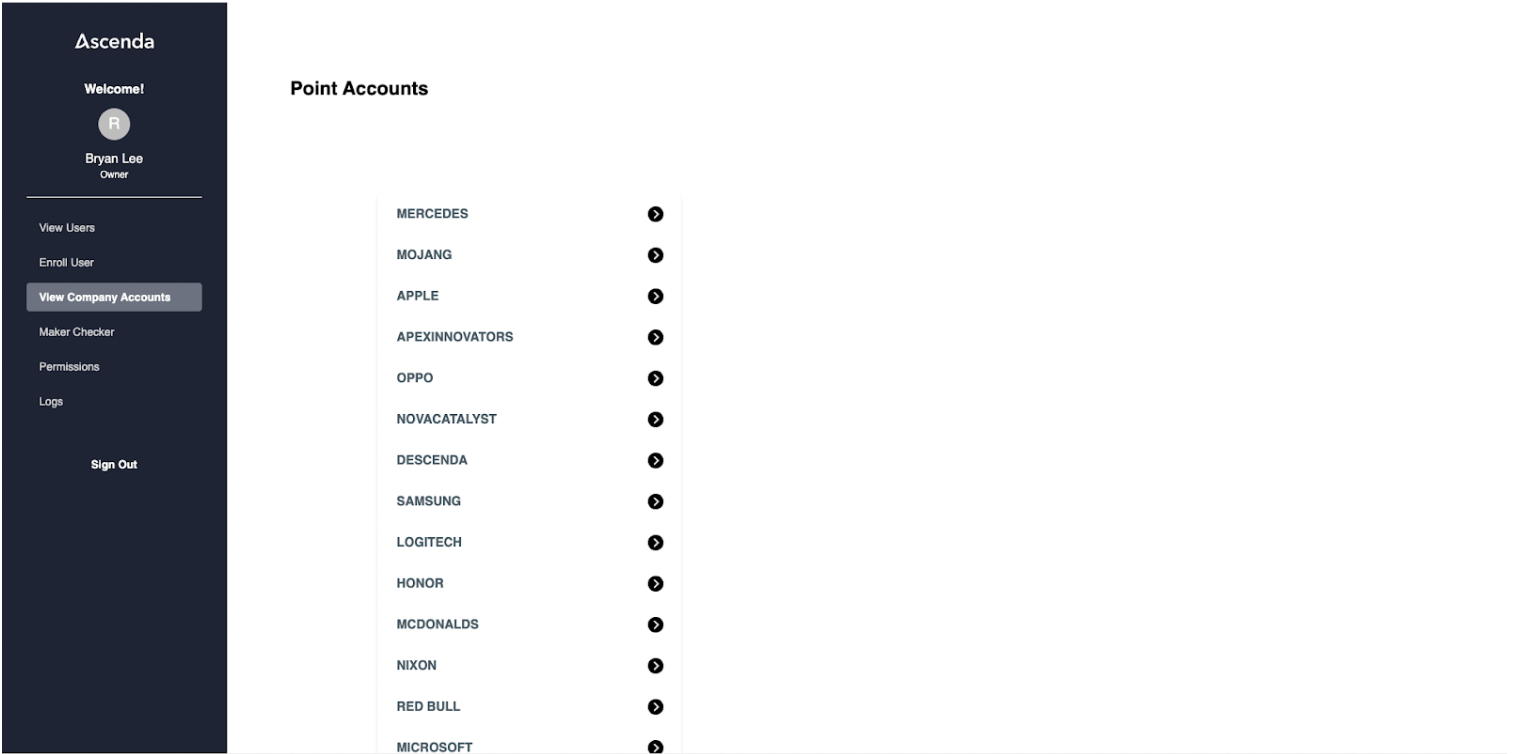 Ascenda
Welcome!
R
Bryan Lee
Owner
View Users
Enroll User
View Company Accounts
Maker Checker
Permissions
Logs
Sign Out
Point Accounts
MERCEDES
MOJANG
APPLE
APEXINNOVATORS
OPPO
NOVACATALYST
DESCENDA
SAMSUNG
LOGITECH
HONOR
MCDONALDS
NIXON
RED BULL
MICROSOFT